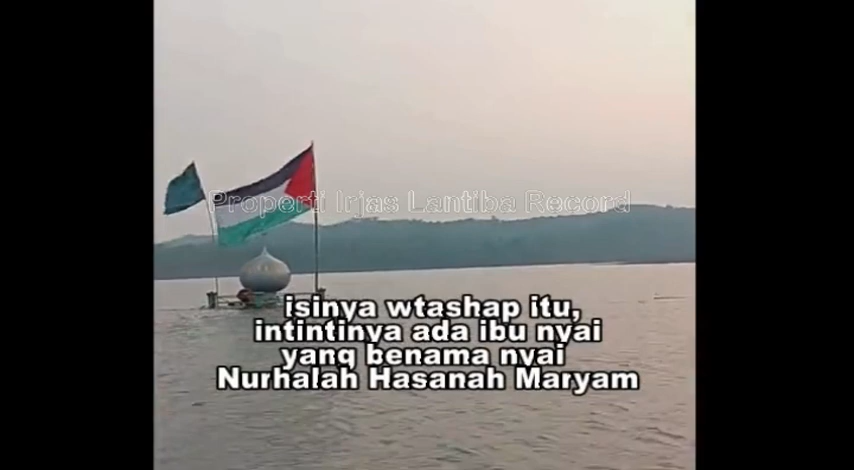 Properti Irjas Lantiba Record
isinya wtashap itu,
intintinya ada ibu nyai
yang benama nyai
Nurhalah Hasanah Maryam